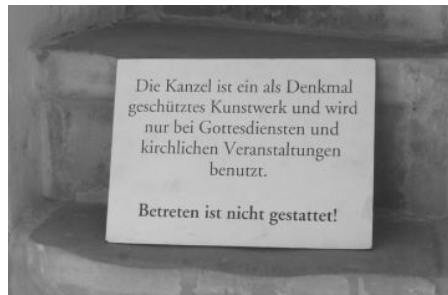 Die Kanzel ist ein als Denkmal
geschütztes Kunstwerk und wird
nur bei Gottesdiensten und
kirchlichen Veranstaltungen
benutzt.
Betreten ist nicht gestattet!